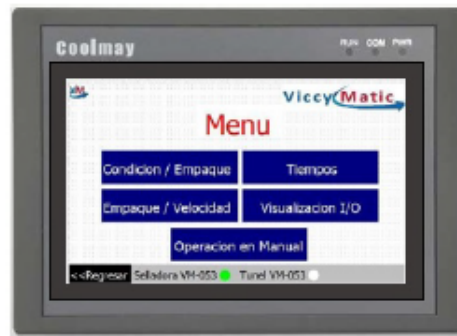 Coolmay
RUN COM PWR
VM
ViccyMatic
Menu
Condicion / Empaque
Tiempos
Empaque / Velocidad
Visualizacion I/O
Operacion en Manual
<<Regresar Selladora VM-053 Tunel VM-053